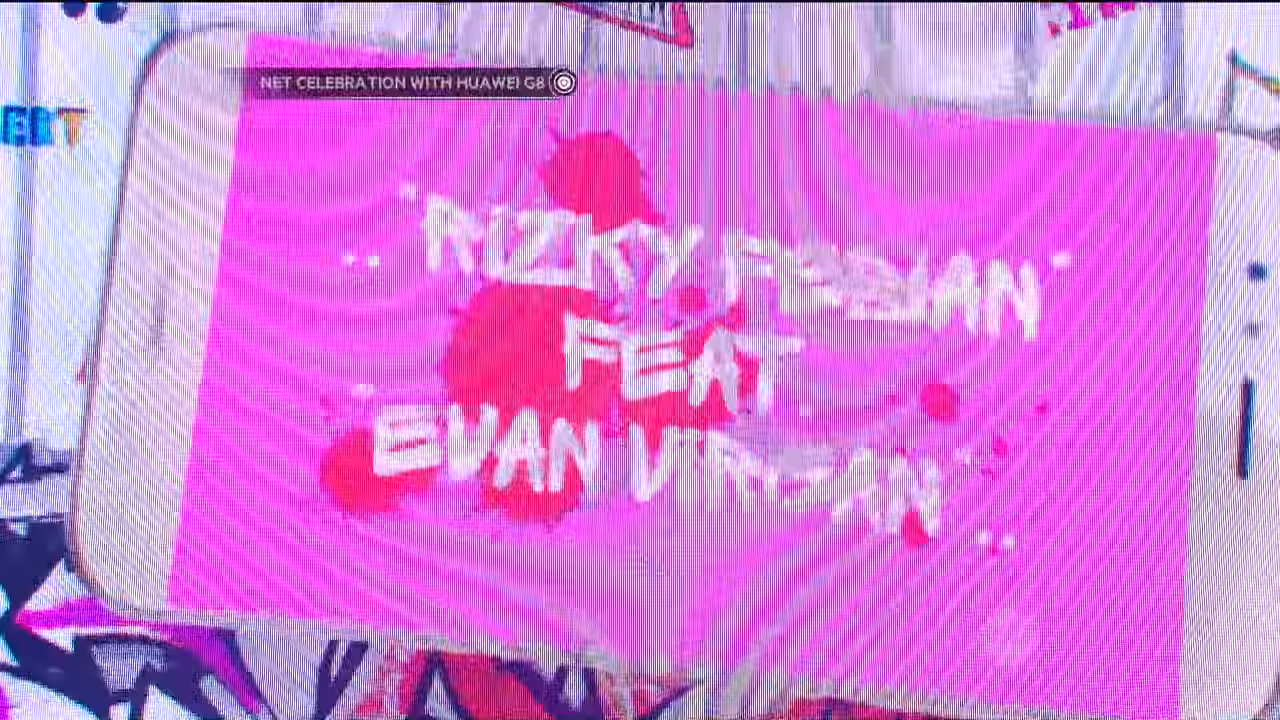 NET CELEBRATION WITH HUAWEI G8
"RIZKY FEBIAN"
FEAT
EVAN VIRGAN